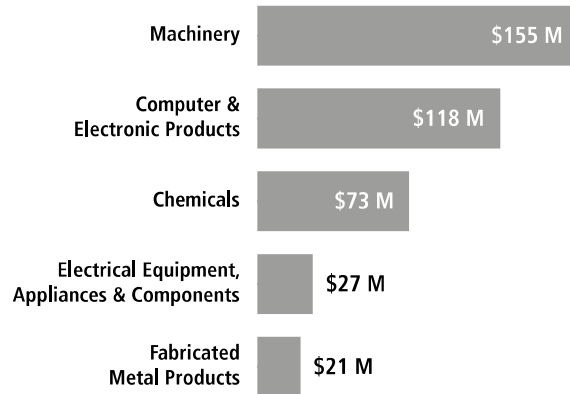 Machinery
$155 M
Computer &
Electronic Products
$118 M
Chemicals
$73 M
Electrical Equipment,
Appliances & Components
$27 M
Fabricated
Metal Products
$21 M